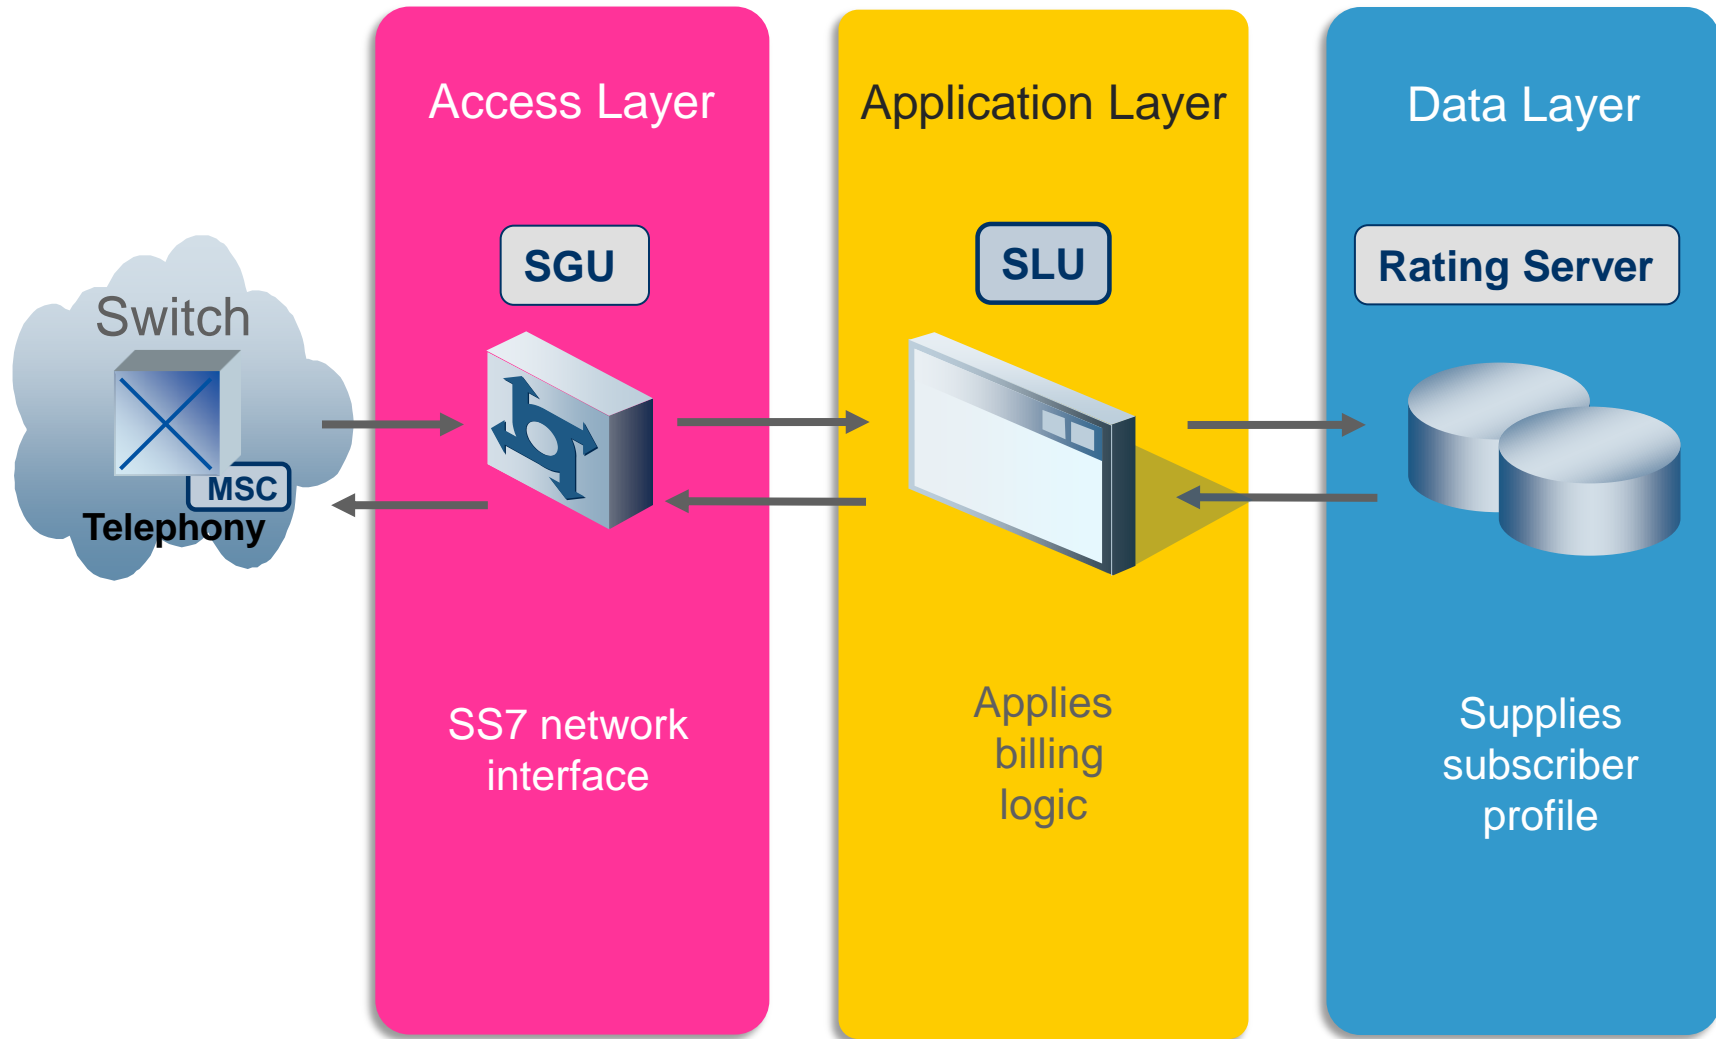 Access Layer
Application Layer
Data Layer
SGU
SLU
Rating Server
Switch
MSC
Telephony
SS7 network
interface
Applies
billing
logic
Supplies
subscriber
profile